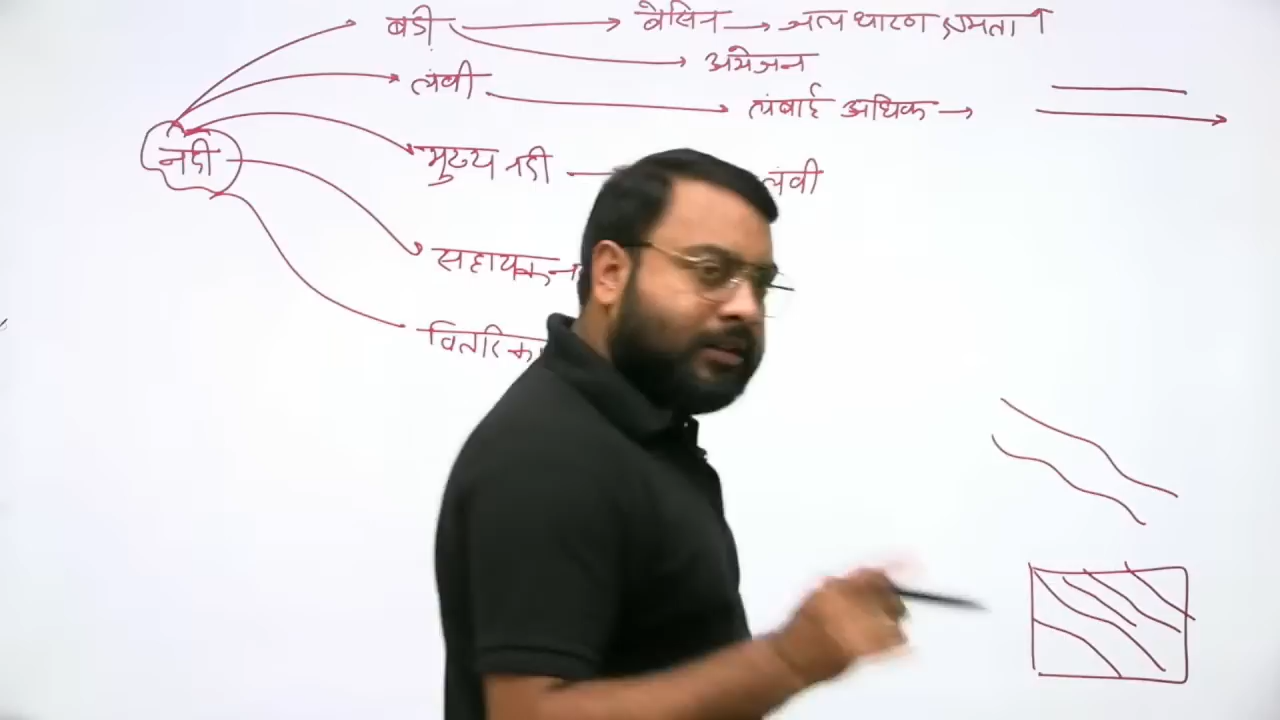 बडी → बेसिन → जल धारण क्षमता ↑
→ अमेजन
लंबी → लंबाई अधिक →
नदी
मुख्य नदी → लंबी
सहायक
वितरिका